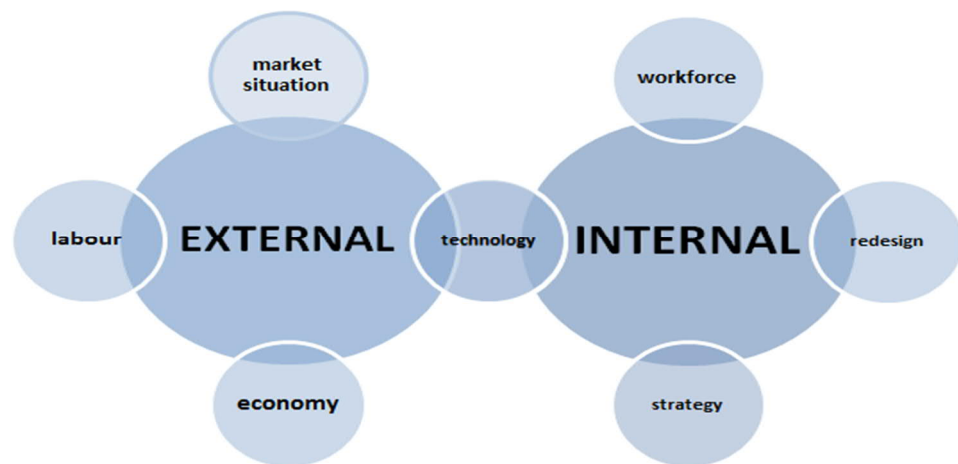 market
situation
workforce
labour
EXTERNAL
technology
INTERNAL
redesign
economy
strategy